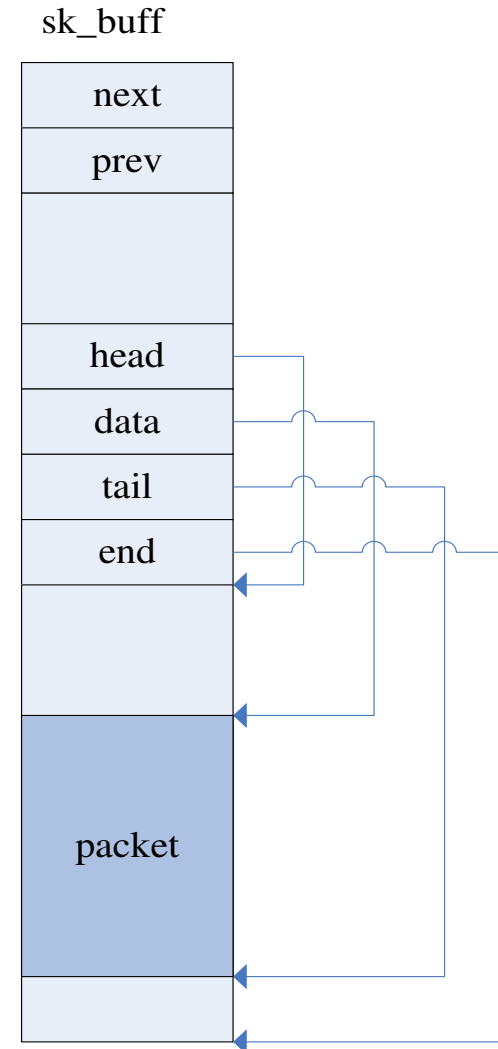 sk_buff
next
prev
head
data
tail
end
packet